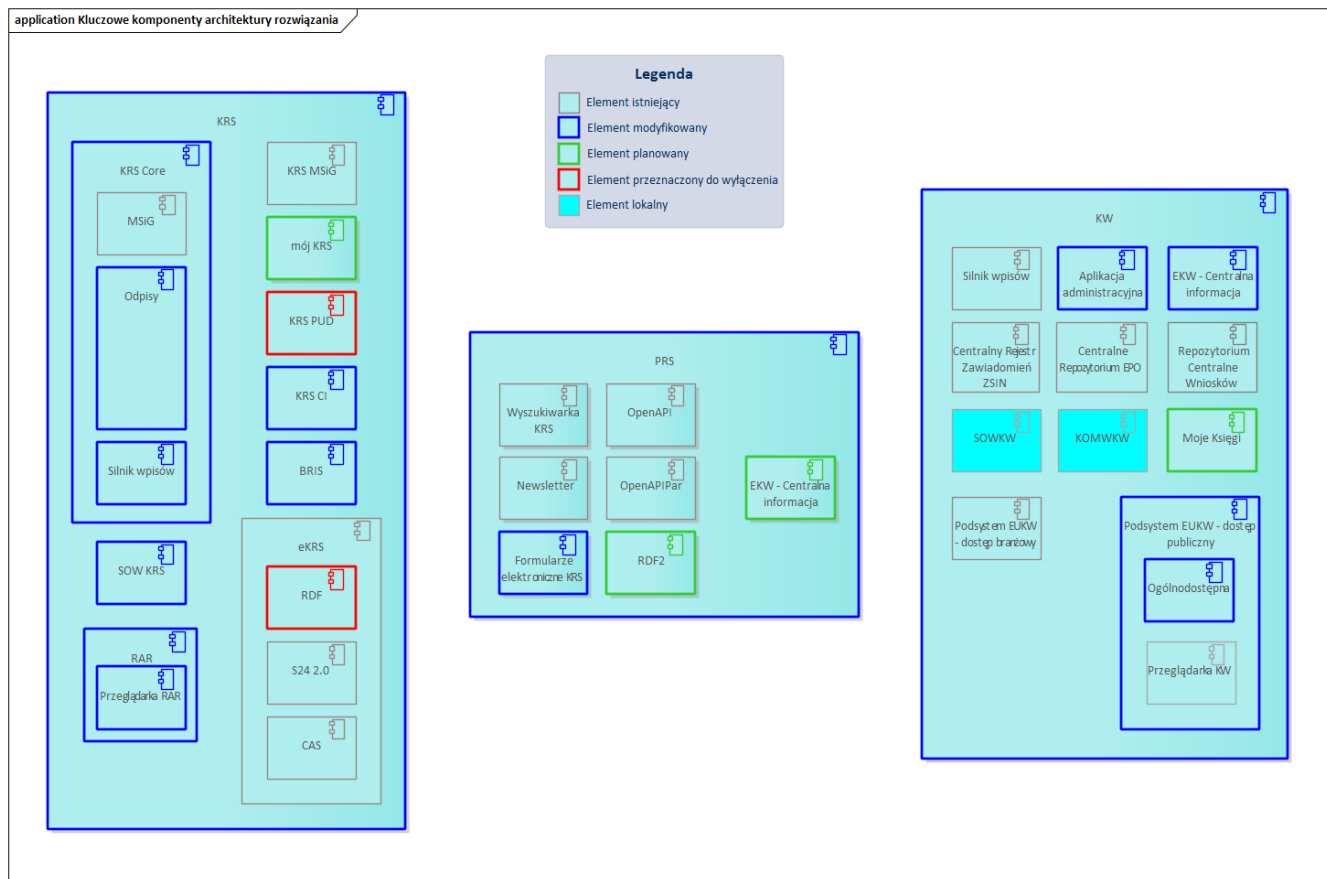 application Kluczowe komponenty architektury rozwiązania
Legenda
Element istniejący
Element modyfikowany
Element planowany
Element przeznaczony do wyłączenia
Element lokalny
KRS
KRS Core
MSiG
Odpisy
Silnik wpisów
SOW KRS
RAR
Przeglądarka RAR
KRS MSiG
mój KRS
KRS PUD
KRS CI
BRIS
eKRS
RDF
S24 2.0
CAS
PRS
Wyszukiwarka
KRS
OpenAPI
Newsletter
OpenAPIPar
EKW - Centralna
informacja
Formularze
elektroniczne KRS
RDF2
KW
Silnik wpisów
Aplikacja
administracyjna
EKW - Centralna
informacja
Centralny Rejestr
Zawiadomień
ZSIN
Centralne
Repozytorium EPO
Repozytorium
Centralne
Wniosków
SOWKW
KOMWKW
Moje Księgi
Podsystem EUKW
- dostęp branżowy
Podsystem EUKW - dostęp
publiczny
Ogólnodostępna
Przeglądarka KW